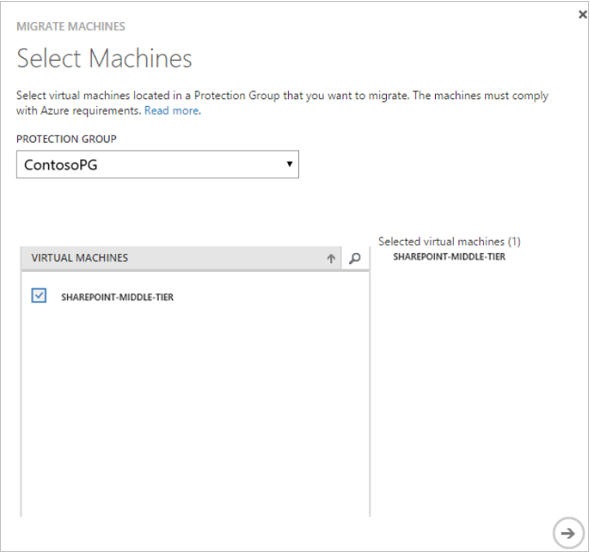 MIGRATE MACHINES
Select Machines
Select virtual machines located in a Protection Group that you want to migrate. The machines must comply
with Azure requirements. Read more.
PROTECTION GROUP
ContosoPG
VIRTUAL MACHINES
SHAREPOINT-MIDDLE-TIER
Selected virtual machines (1)
SHAREPOINT-MIDDLE-TIER